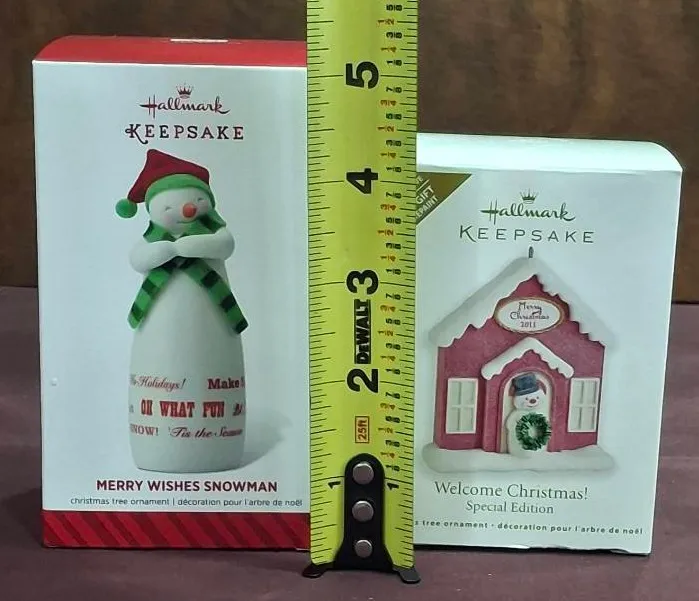 Hallmark
KEEPSAKE
Holidays! Make
OH WHAT FUN
SNOW! 'Tis the Season
MERRY WISHES SNOWMAN
christmas tree ornament | décoration pour l'arbre de noël
5
4
3
DEWALT
2
25ft
1 1
GIFT
REPAINT
Hallmark
KEEPSAKE
Merry
Christmas
2011
Welcome Christmas!
Special Edition
s tree ornament • décoration pour l'arbre de noël